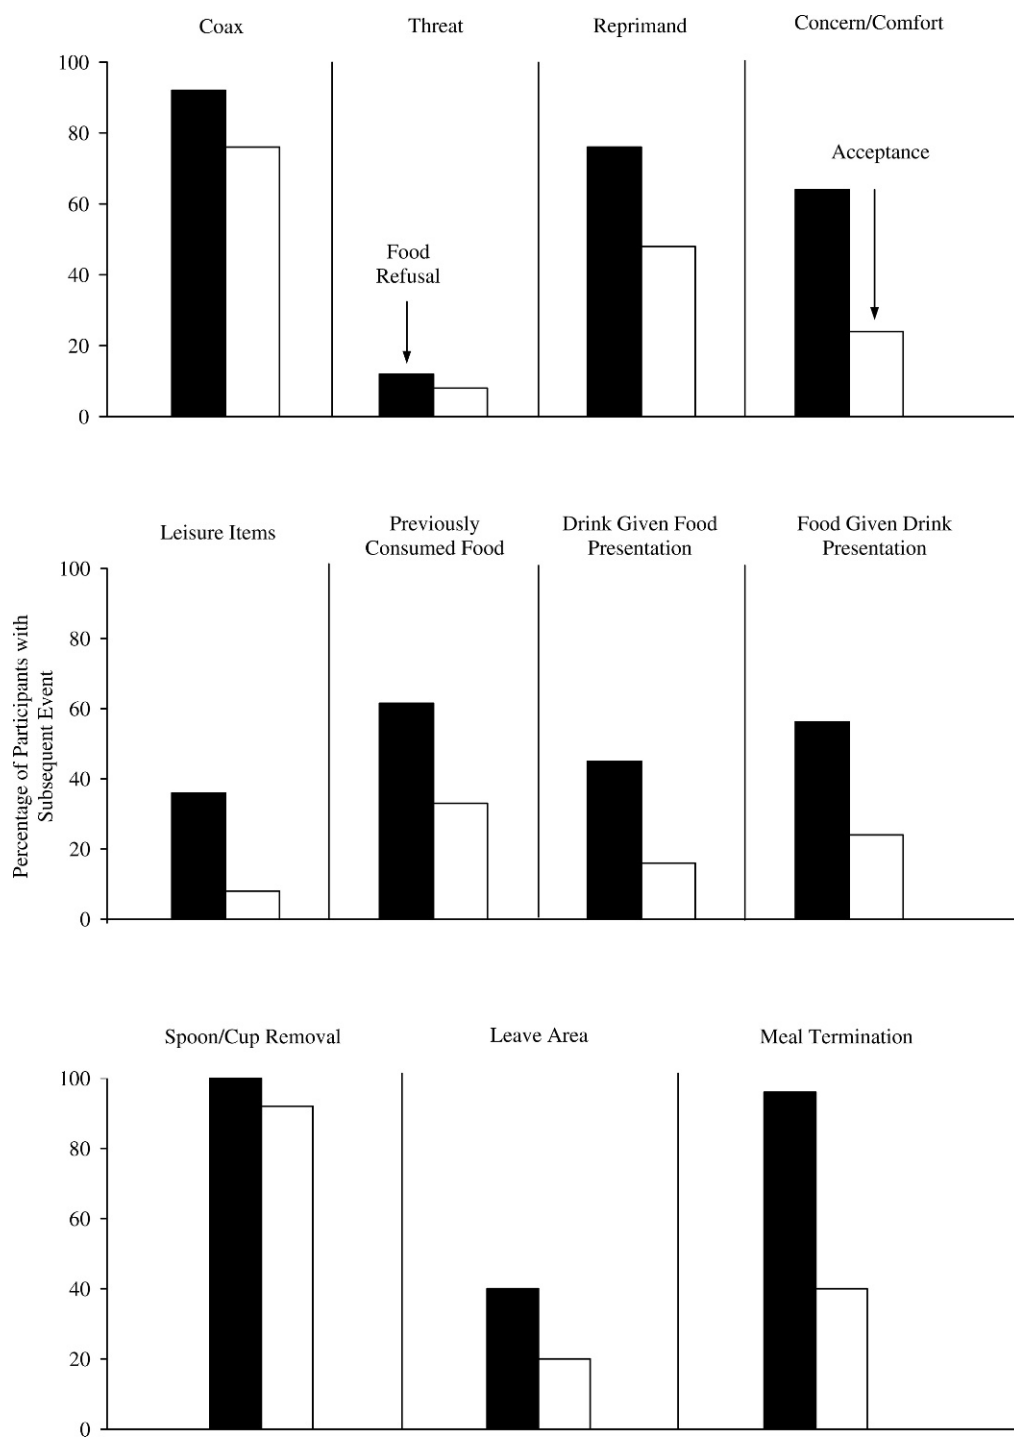 Coax
Threat
Reprimand
Concern/Comfort
100
80
60
40
20
0
Food
Refusal
Acceptance
Leisure Items
Previously
Consumed Food
Drink Given Food
Presentation
Food Given Drink
Presentation
Percentage of Participants with
Subsequent Event
100
80
60
40
20
0
Spoon/Cup Removal
Leave Area
Meal Termination
100
80
60
40
20
0